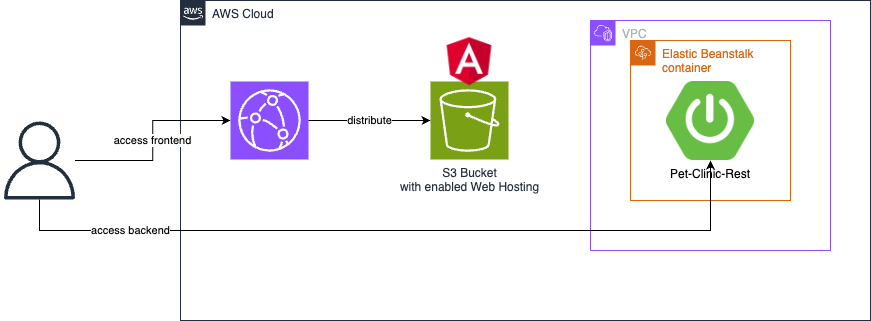 aws
AWS Cloud
VPC
Elastic Beanstalk
container
A
access frontend
distribute
S3 Bucket
with enabled Web Hosting
Pet-Clinic-Rest
access backend